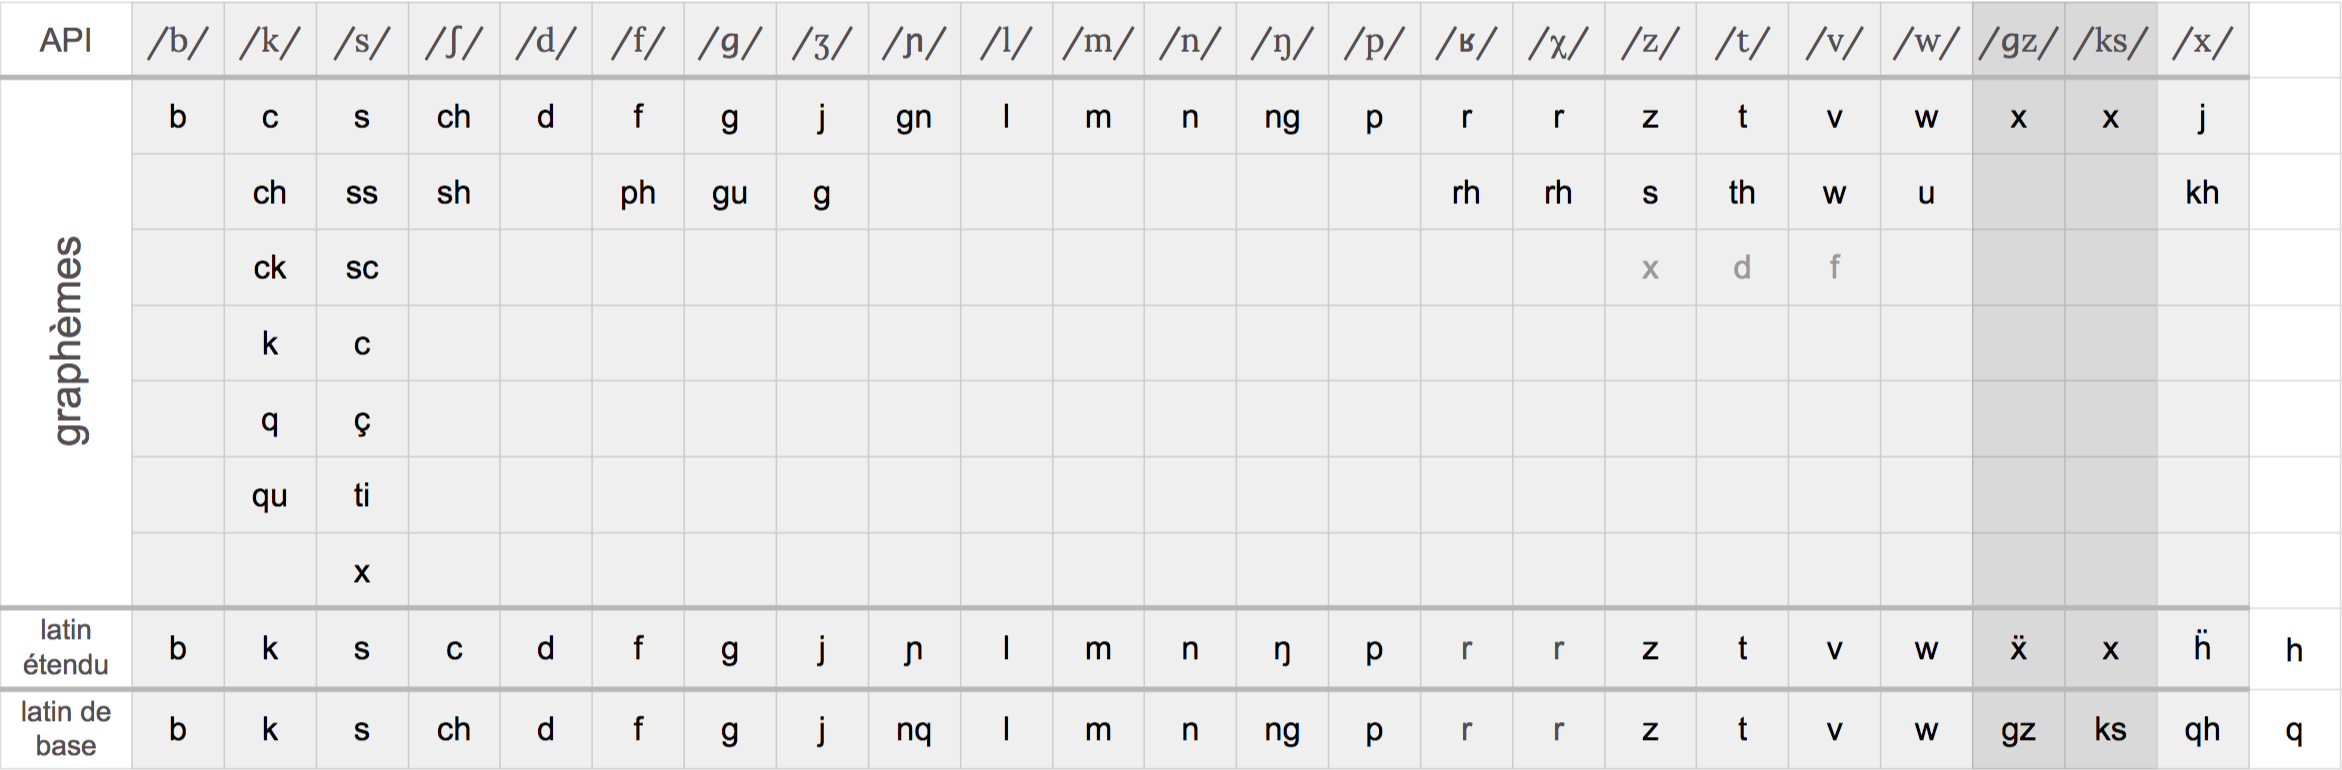 API /b/ /k/ /s/ /ʃ/ /d/ /f/ /ɡ/ /ʒ/ /ɲ/ /l/ /m/ /n/ /ŋ/ /p/ /ʁ/ /χ/ /z/ /t/ /v/ /w/ /ɡz/ /ks/ /x/
graphèmes
b c s ch d f g j gn l m n ng p r r z t v w x x j
ch ss sh ph gu g rh rh s th w u kh
ck sc x d f
k c
q ç
qu ti
x
latin
étendu
b k s c d f g j ɲ l m n ŋ p r r z t v w ẍ x ḧ h
latin de
base
b k s ch d f g j nq l m n ng p r r z t v w gz ks qh q